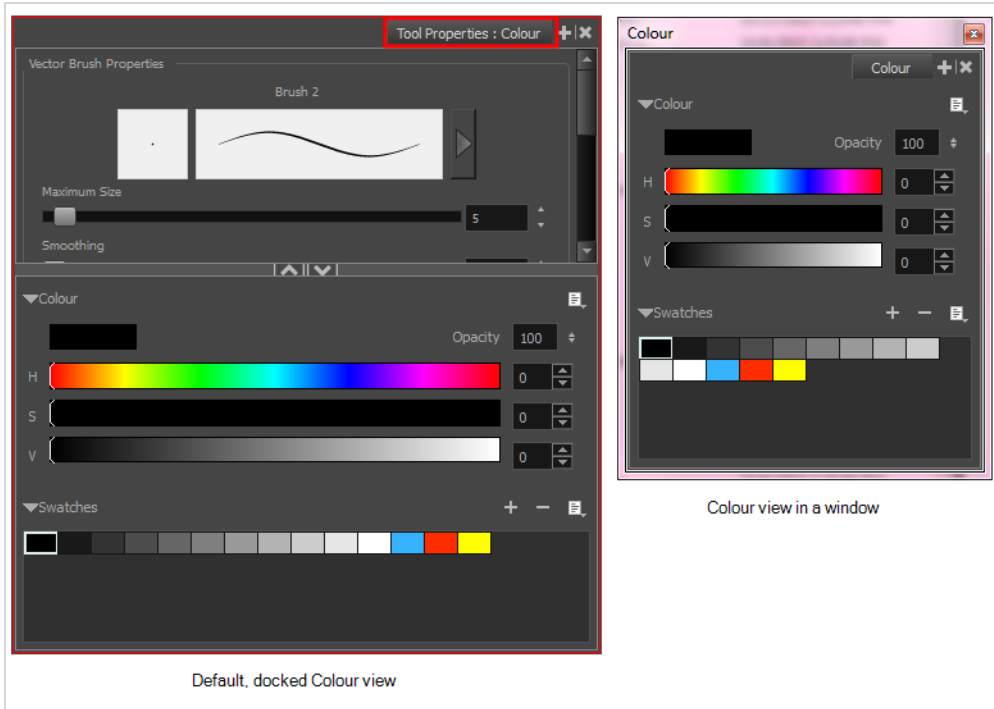 Tool Properties : Colour
Vector Brush Properties
Brush 2
Maximum Size
5
Smoothing
Colour
Opacity 100
H 0
S 0
V 0
Swatches
Default, docked Colour view
Colour
Colour
Colour
Opacity 100
H 0
S 0
V 0
Swatches
Colour view in a window